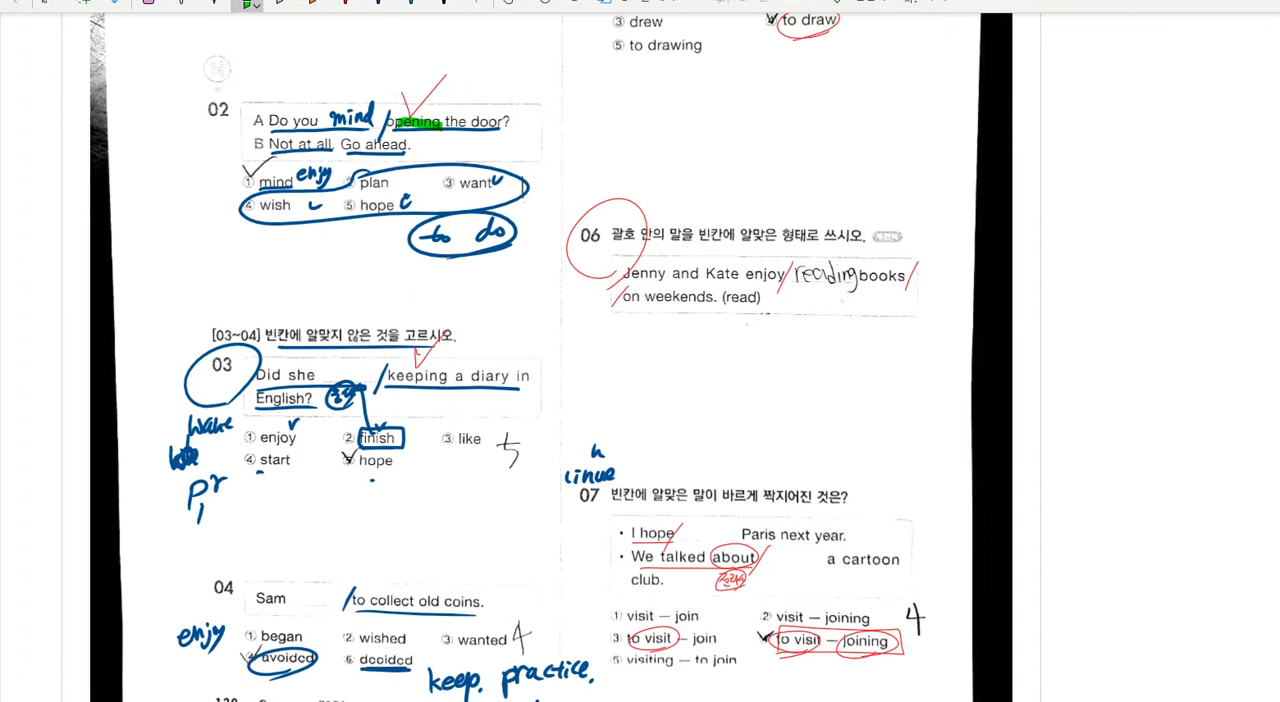 02
A Do you mind / opening the door?
B Not at all. Go ahead.
① mind enjy ② plan ③ want
④ wish ⑤ hope
to do
[03~04] 빈칸에 알맞지 않은 것을 고르시오.
03
Did she / keeping a diary in
English?
① enjoy ② finish ③ like 5
④ start ⑤ hope
04
Sam / to collect old coins.
enjy
① began ② wished ③ wanted 4
④ avoided ⑤ decided
keep. practice.
③ drew ④ to draw
⑤ to drawing
06 괄호 안의 말을 빈칸에 알맞은 형태로 쓰시오.
Jenny and Kate enjoy / reading books /
/ on weekends. (read)
07 빈칸에 알맞은 말이 바르게 짝지어진 것은?
• I hope / Paris next year.
• We talked about / a cartoon
club.
① visit — join ② visit — joining 4
③ to visit — join ④ to visit — joining
⑤ visiting — to join